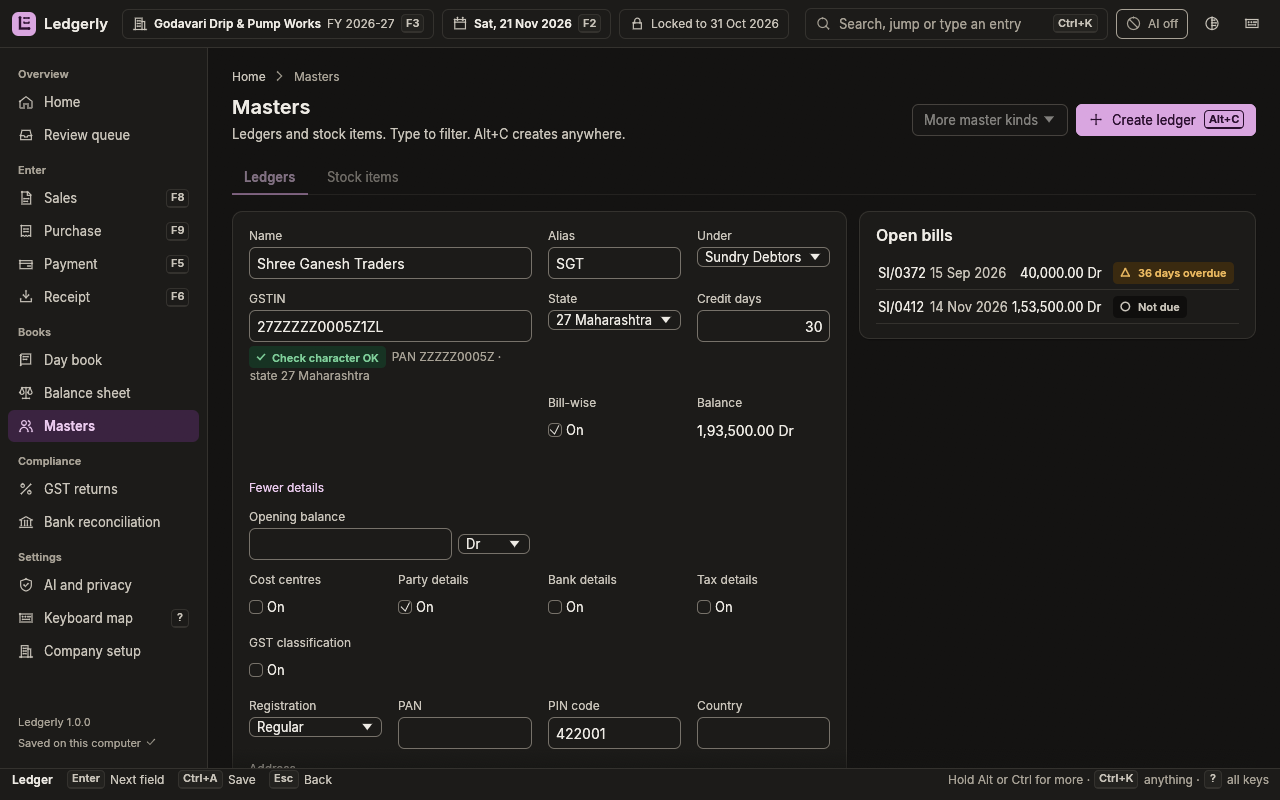 Ledgerly
Godavari Drip & Pump Works FY 2026-27 F3
Sat, 21 Nov 2026 F2
Locked to 31 Oct 2026
Search, jump or type an entry Ctrl+K
AI off
Overview
Home
Review queue
Enter
Sales F8
Purchase F9
Payment F5
Receipt F6
Books
Day book
Balance sheet
Masters
Compliance
GST returns
Bank reconciliation
Settings
AI and privacy
Keyboard map ?
Company setup
Ledgerly 1.0.0
Saved on this computer
Home Masters
Masters
Ledgers and stock items. Type to filter. Alt+C creates anywhere.
More master kinds
Create ledger Alt+C
Ledgers Stock items
Name Alias Under
Shree Ganesh Traders SGT Sundry Debtors
GSTIN State Credit days
27ZZZZZ0005Z1ZL 27 Maharashtra 30
Check character OK PAN ZZZZZ0005Z ·
state 27 Maharashtra
Bill-wise Balance
On 1,93,500.00 Dr
Fewer details
Opening balance
Dr
Cost centres Party details Bank details Tax details
On On On On
GST classification
On
Registration PAN PIN code Country
Regular 422001
Address
Open bills
SI/0372 15 Sep 2026 40,000.00 Dr 36 days overdue
SI/0412 14 Nov 2026 1,53,500.00 Dr Not due
Ledger Enter Next field Ctrl+A Save Esc Back
Hold Alt or Ctrl for more · Ctrl+K anything · ? all keys